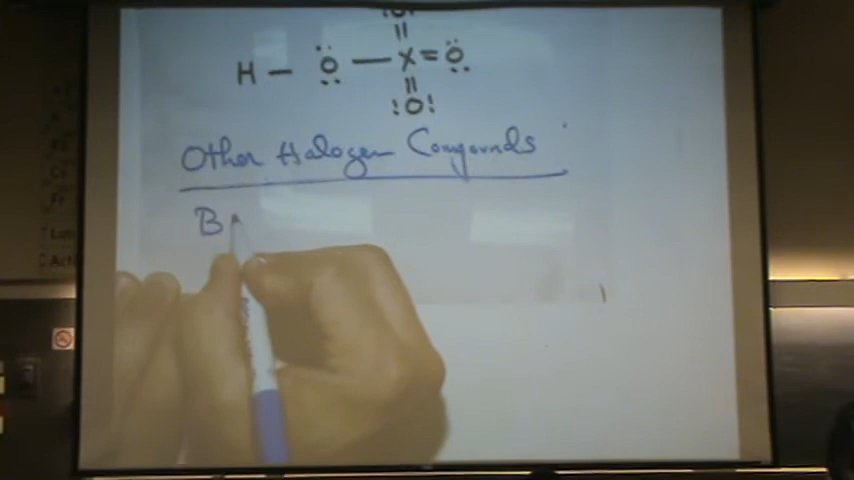 :O:
||
H — O — X = O
||
:O:
Other Halogen Compounds
B